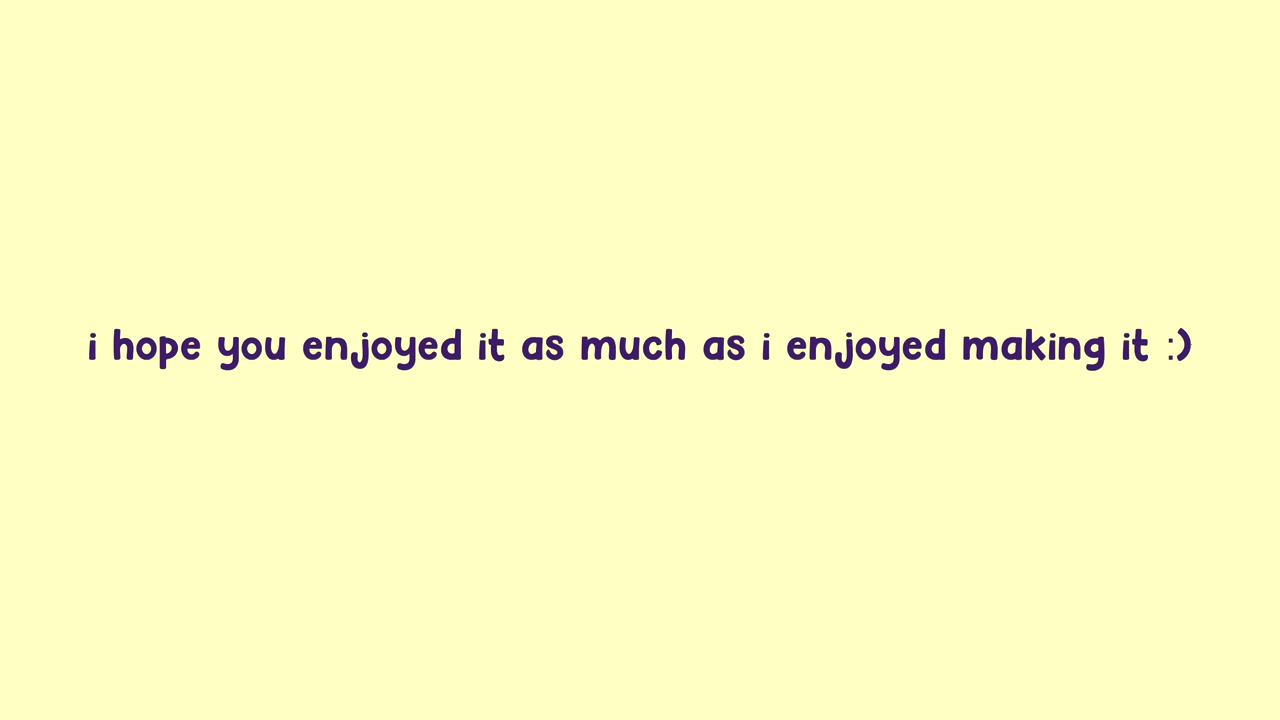 i hope you enjoyed it as much as i enjoyed making it :)